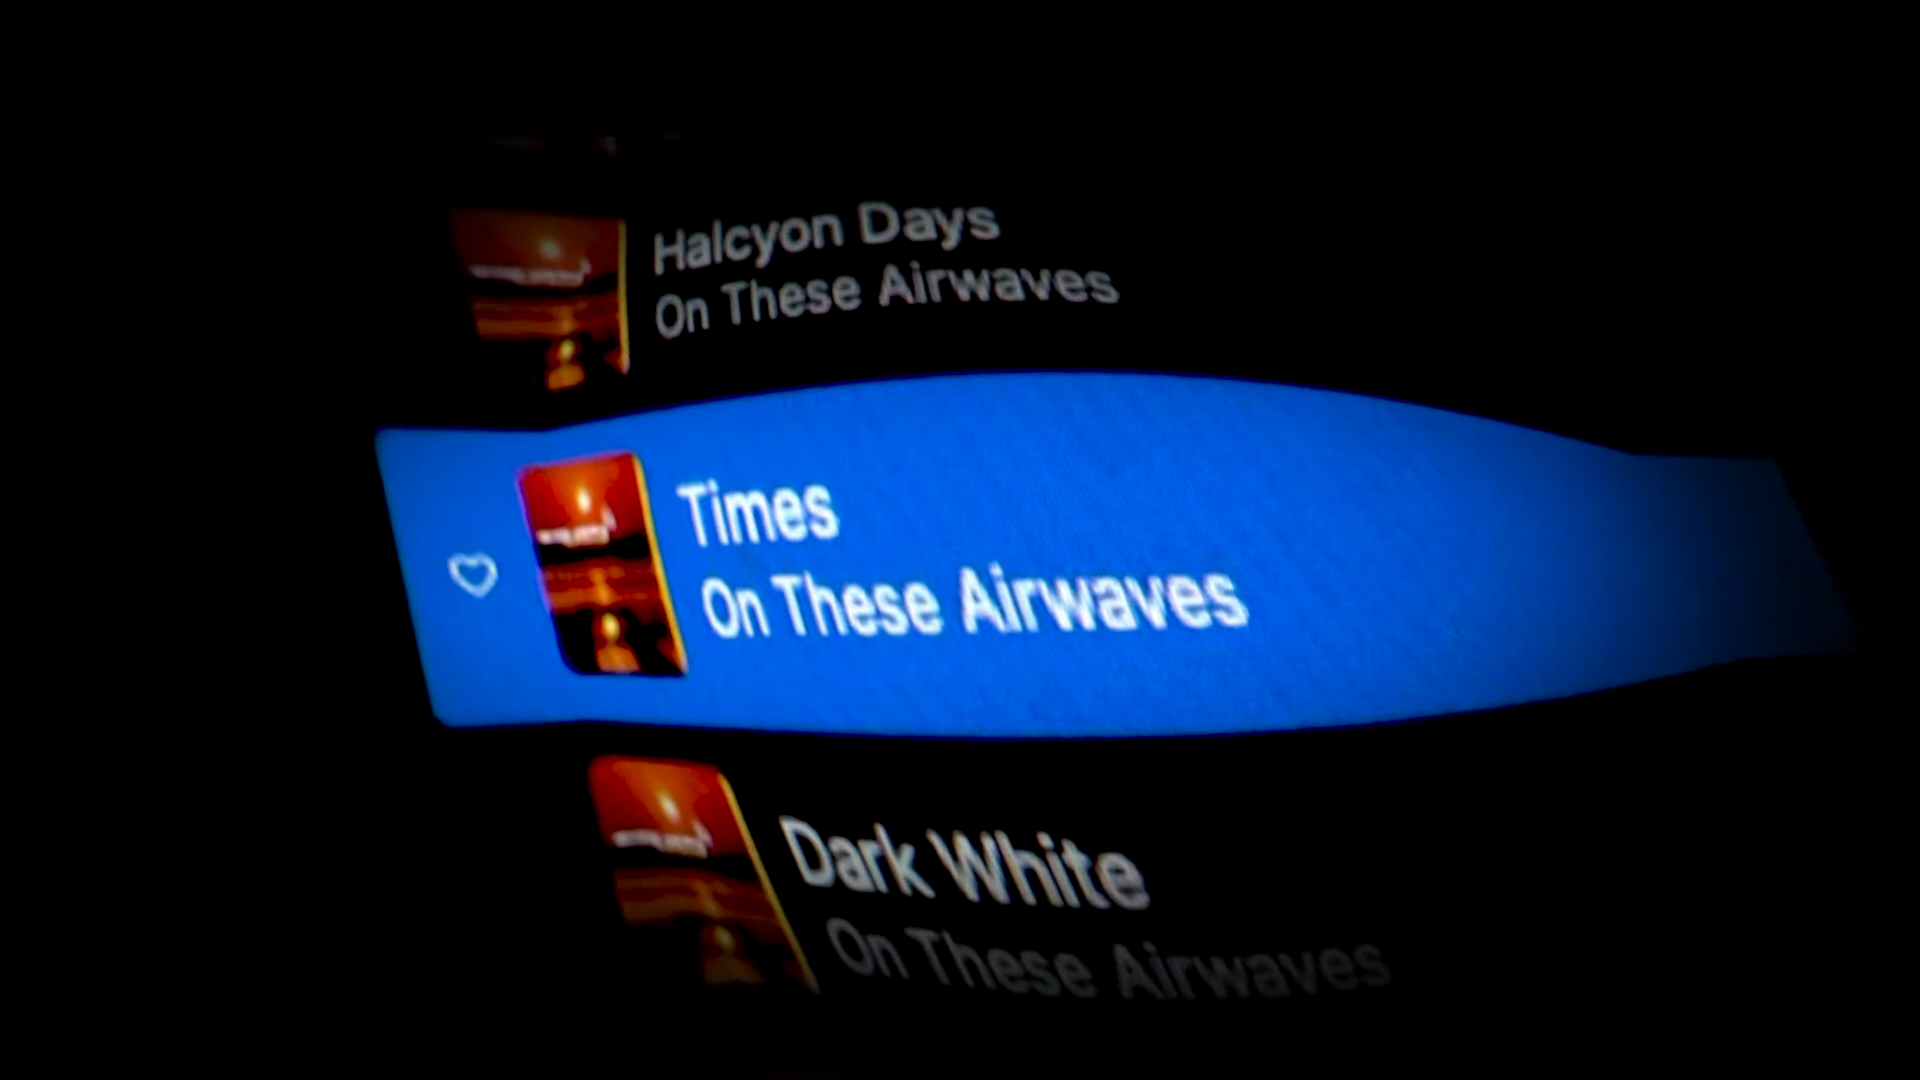 Halcyon Days
On These Airwaves
Times
On These Airwaves
Dark White
On These Airwaves